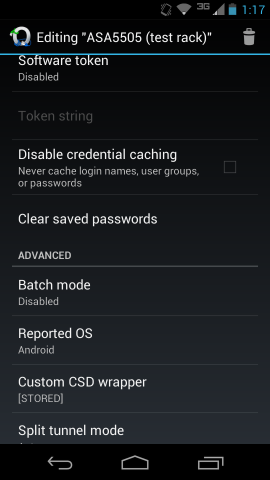 3G 1:17
Editing "ASA5505 (test rack)"
Software token
Disabled
Token string
Disable credential caching
Never cache login names, user groups,
or passwords
Clear saved passwords
ADVANCED
Batch mode
Disabled
Reported OS
Android
Custom CSD wrapper
[STORED]
Split tunnel mode